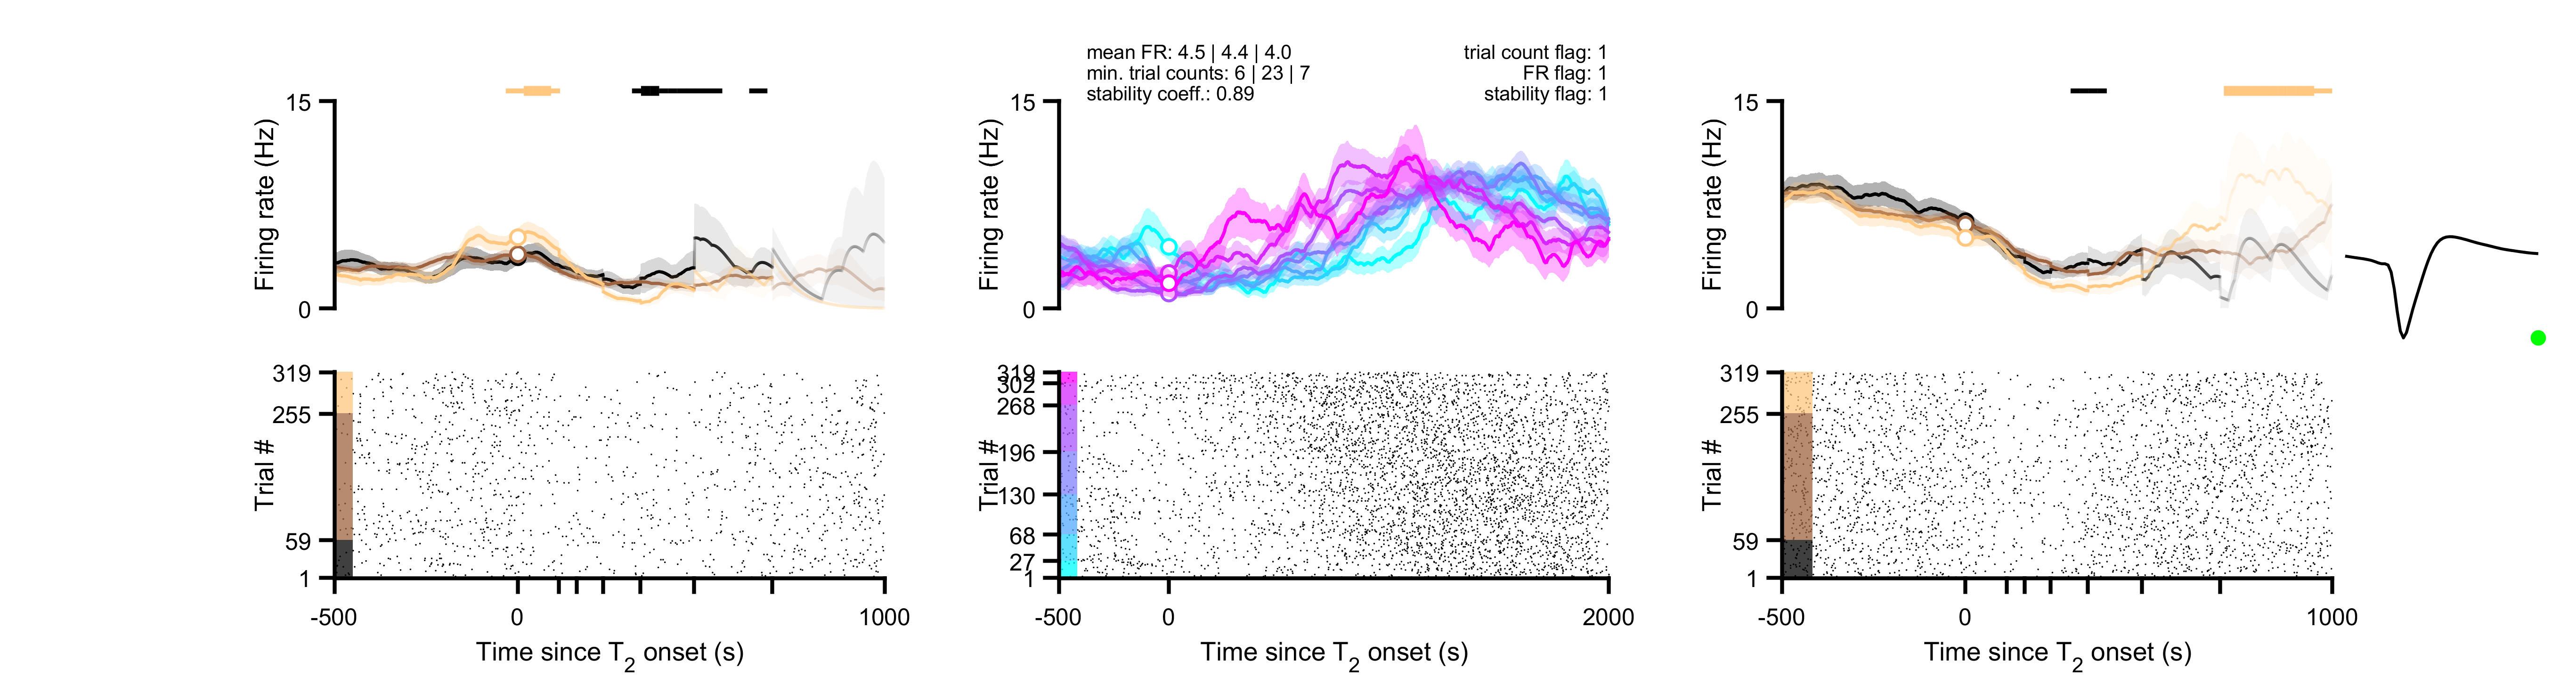 mean FR: 4.5 | 4.4 | 4.0
min. trial counts: 6 | 23 | 7
stability coeff.: 0.89
trial count flag: 1
FR flag: 1
stability flag: 1
15
Firing rate (Hz)
0
319
255
Trial #
59
1
-500
0
1000
Time since T2 onset (s)
15
Firing rate (Hz)
0
319
302
268
196
Trial #
130
68
27
1
-500
0
2000
Time since T2 onset (s)
15
Firing rate (Hz)
0
319
255
Trial #
59
1
-500
0
1000
Time since T2 onset (s)